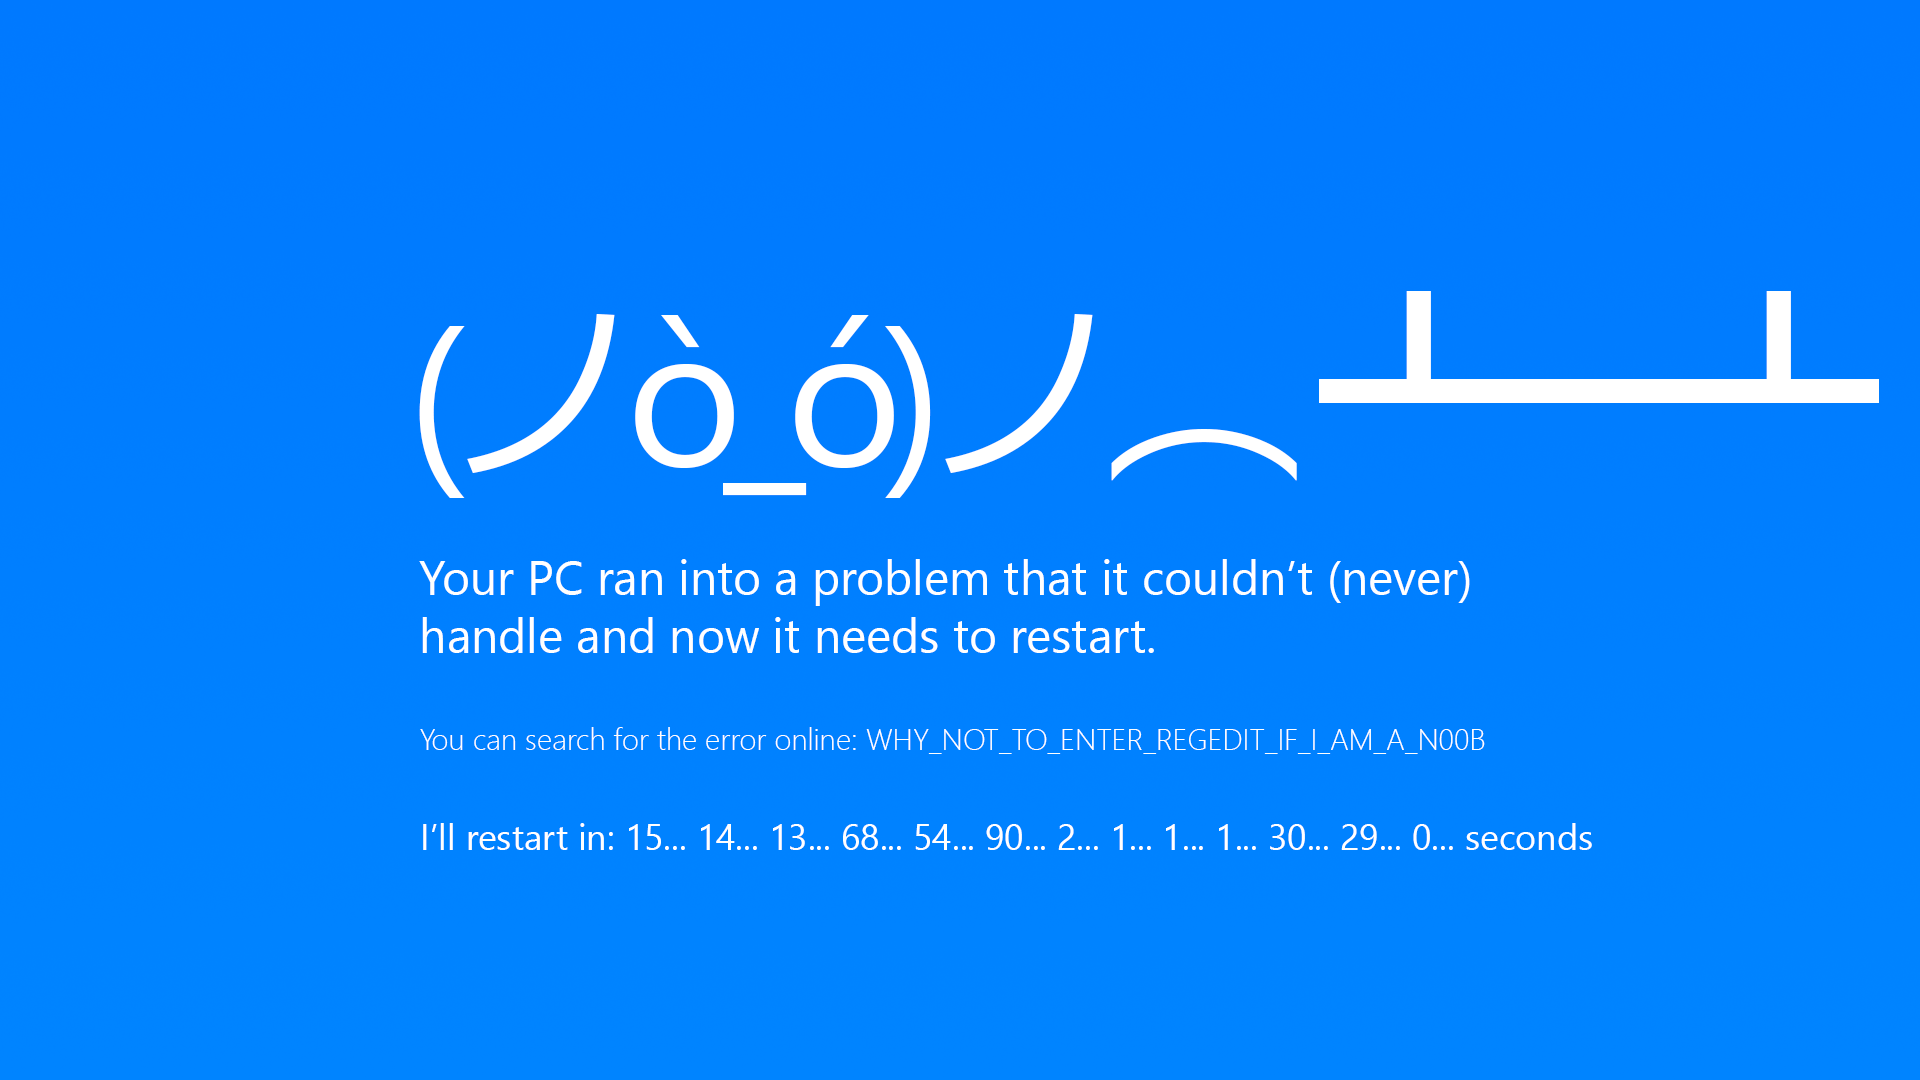 (ノò_ó)ノ︵┻━┻
Your PC ran into a problem that it couldn’t (never)
handle and now it needs to restart.
You can search for the error online: WHY_NOT_TO_ENTER_REGEDIT_IF_I_AM_A_N00B
I’ll restart in: 15... 14... 13... 68... 54... 90... 2... 1... 1... 1... 30... 29... 0... seconds